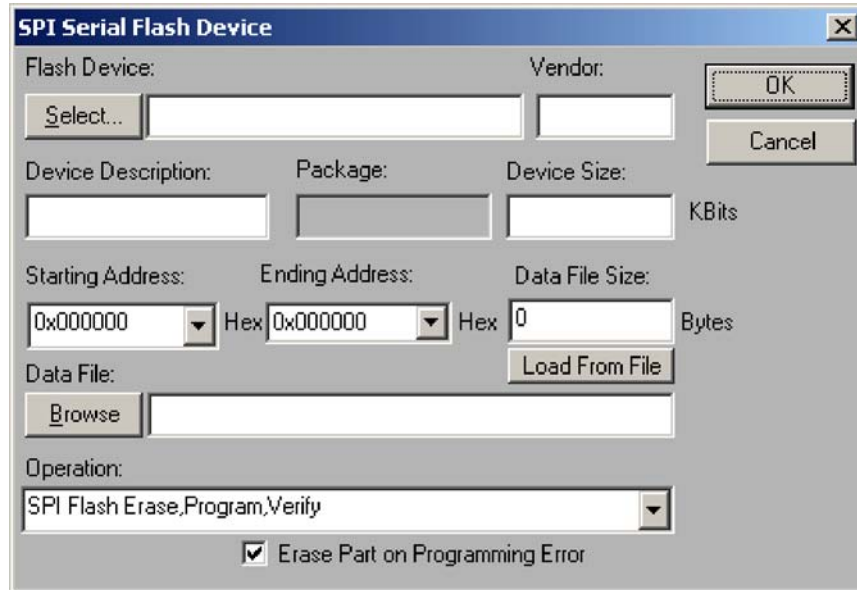 SPI Serial Flash Device
Flash Device: Vendor:
Select... OK
Cancel
Device Description: Package: Device Size:
KBits
Starting Address: Ending Address: Data File Size:
0x000000 Hex 0x000000 Hex 0 Bytes
Load From File
Data File:
Browse
Operation:
SPI Flash Erase,Program,Verify
Erase Part on Programming Error